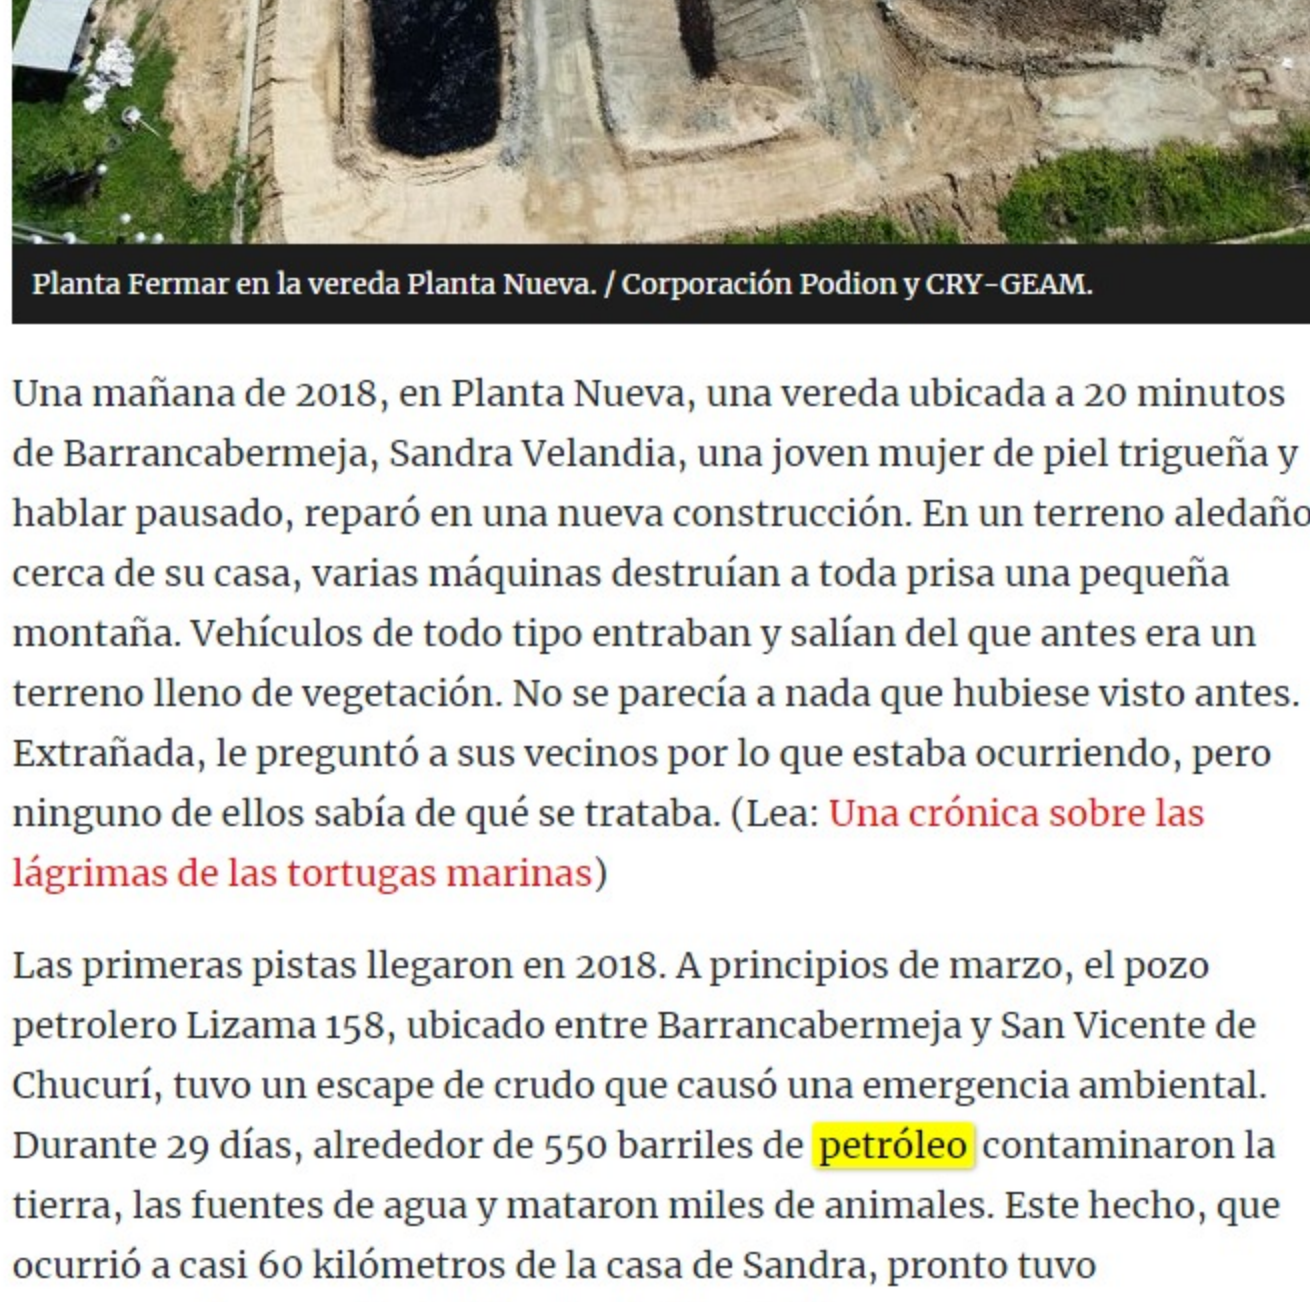 Planta Fermar en la vereda Planta Nueva. / Corporación Podion y CRY-GEAM.
Una mañana de 2018, en Planta Nueva, una vereda ubicada a 20 minutos
de Barrancabermeja, Sandra Velandia, una joven mujer de piel trigueña y
hablar pausado, reparó en una nueva construcción. En un terreno aledaño
cerca de su casa, varias máquinas destruían a toda prisa una pequeña
montaña. Vehículos de todo tipo entraban y salían del que antes era un
terreno lleno de vegetación. No se parecía a nada que hubiese visto antes.
Extrañada, le preguntó a sus vecinos por lo que estaba ocurriendo, pero
ninguno de ellos sabía de qué se trataba. (Lea: Una crónica sobre las
lágrimas de las tortugas marinas)
Las primeras pistas llegaron en 2018. A principios de marzo, el pozo
petrolero Lizama 158, ubicado entre Barrancabermeja y San Vicente de
Chucurí, tuvo un escape de crudo que causó una emergencia ambiental.
Durante 29 días, alrededor de 550 barriles de petróleo contaminaron la
tierra, las fuentes de agua y mataron miles de animales. Este hecho, que
ocurrió a casi 60 kilómetros de la casa de Sandra, pronto tuvo